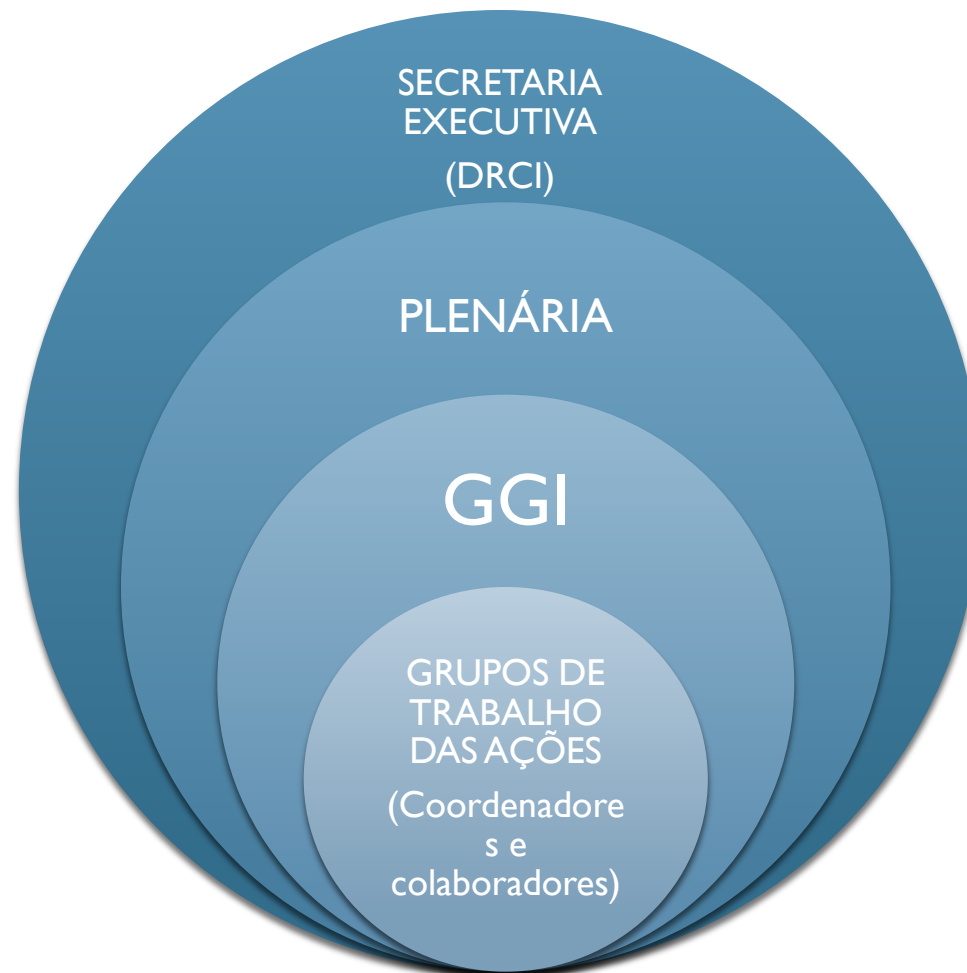 SECRETARIA
EXECUTIVA
(DRCI)
PLENÁRIA
GGI
GRUPOS DE
TRABALHO
DAS AÇÕES
(Coordenadore
s e
colaboradores)